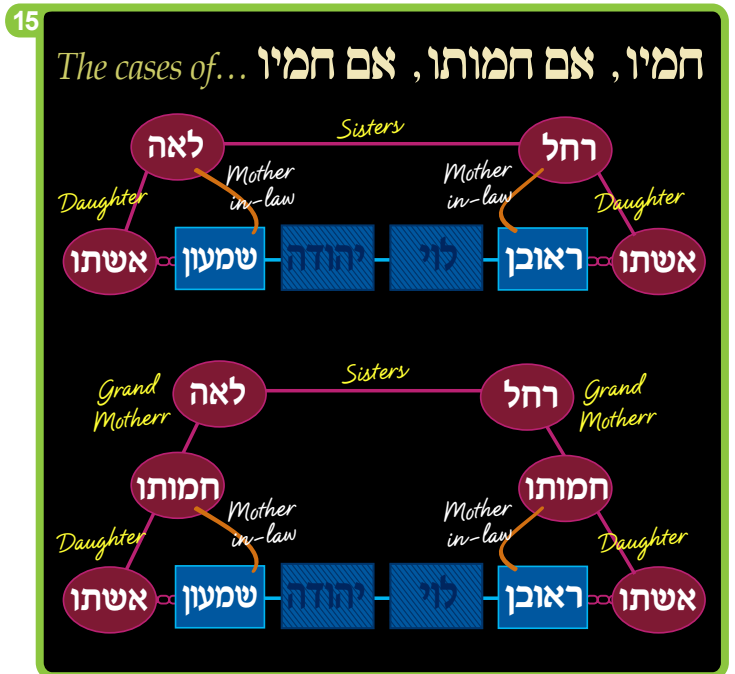 15
The cases of... חמיו, אם חמותו, אם חמיו
Sisters
לאה
רחל
Mother
in-law
Mother
in-law
Daughter
Daughter
אשתו
שמעון
יהודה
לוי
ראובן
אשתו
Sisters
Grand
Motherr
לאה
רחל
Grand
Motherr
חמותו
חמותו
Mother
in-law
Mother
in-law
Daughter
Daughter
אשתו
שמעון
יהודה
לוי
ראובן
אשתו